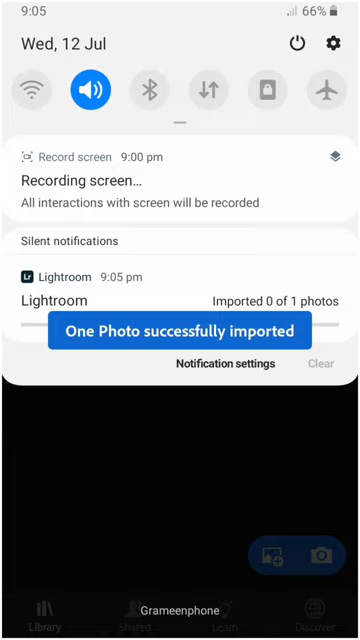 9:05
66%
Wed, 12 Jul
Record screen 9:00 pm
Recording screen...
All interactions with screen will be recorded
Silent notifications
Lr Lightroom 9:05 pm
Lightroom Imported 0 of 1 photos
One Photo successfully imported
Notification settings Clear
Library Shared Learn Discover
Grameenphone